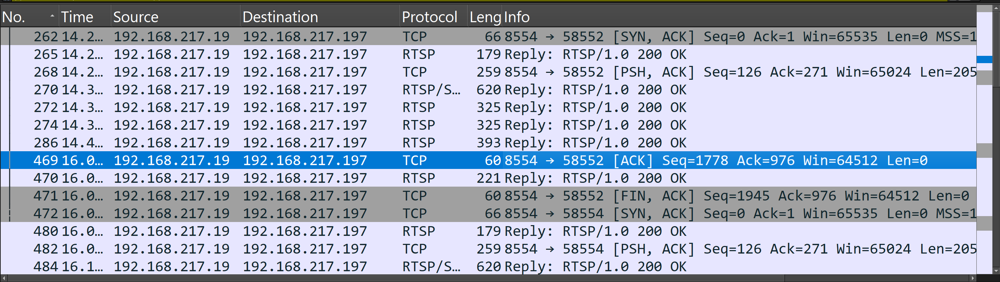 No. Time Source Destination Protocol Leng Info
262 14.2… 192.168.217.19 192.168.217.197 TCP 66 8554 → 58552 [SYN, ACK] Seq=0 Ack=1 Win=65535 Len=0 MSS=1
265 14.2… 192.168.217.19 192.168.217.197 RTSP 179 Reply: RTSP/1.0 200 OK
268 14.2… 192.168.217.19 192.168.217.197 TCP 259 8554 → 58552 [PSH, ACK] Seq=126 Ack=271 Win=65024 Len=205
270 14.3… 192.168.217.19 192.168.217.197 RTSP/S… 620 Reply: RTSP/1.0 200 OK
272 14.3… 192.168.217.19 192.168.217.197 RTSP 325 Reply: RTSP/1.0 200 OK
274 14.3… 192.168.217.19 192.168.217.197 RTSP 325 Reply: RTSP/1.0 200 OK
286 14.4… 192.168.217.19 192.168.217.197 RTSP 393 Reply: RTSP/1.0 200 OK
469 16.0… 192.168.217.19 192.168.217.197 TCP 60 8554 → 58552 [ACK] Seq=1778 Ack=976 Win=64512 Len=0
470 16.0… 192.168.217.19 192.168.217.197 RTSP 221 Reply: RTSP/1.0 200 OK
471 16.0… 192.168.217.19 192.168.217.197 TCP 60 8554 → 58552 [FIN, ACK] Seq=1945 Ack=976 Win=64512 Len=0
472 16.0… 192.168.217.19 192.168.217.197 TCP 66 8554 → 58554 [SYN, ACK] Seq=0 Ack=1 Win=65535 Len=0 MSS=1
480 16.0… 192.168.217.19 192.168.217.197 RTSP 179 Reply: RTSP/1.0 200 OK
482 16.0… 192.168.217.19 192.168.217.197 TCP 259 8554 → 58554 [PSH, ACK] Seq=126 Ack=271 Win=65024 Len=205
484 16.1… 192.168.217.19 192.168.217.197 RTSP/S… 620 Reply: RTSP/1.0 200 OK